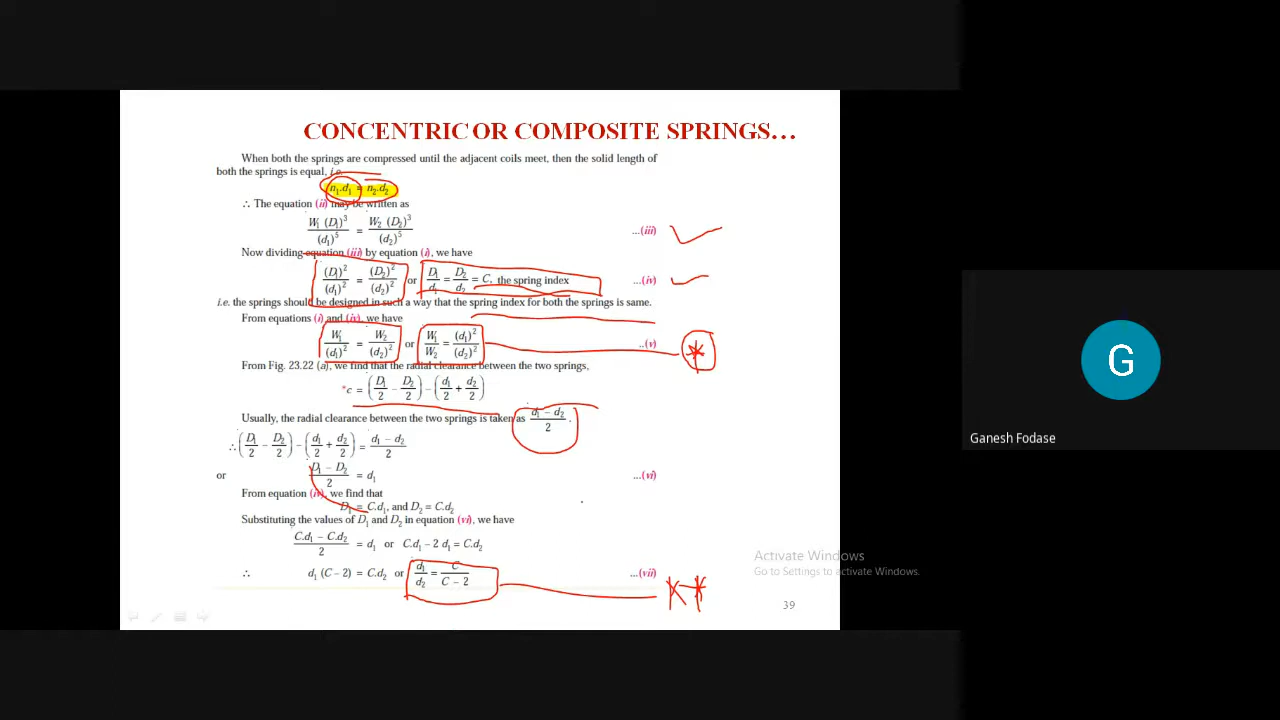 CONCENTRIC OR COMPOSITE SPRINGS…
When both the springs are compressed until the adjacent coils meet, then the solid length of
both the springs is equal, i.e.
n₁.d₁ = n₂.d₂
∴ The equation (ii) may be written as
W₁ (D₁)³ / (d₁)⁵ = W₂ (D₂)³ / (d₂)⁵ ...(iii)
Now dividing equation (iii) by equation (i), we have
(D₁)² / (d₁)² = (D₂)² / (d₂)² or D₁ / d₁ = D₂ / d₂ = C, the spring index ...(iv)
i.e. the springs should be designed in such a way that the spring index for both the springs is same.
From equations (i) and (iv), we have
W₁ / (d₁)² = W₂ / (d₂)² or W₁ / W₂ = (d₁)² / (d₂)² ...(v)
From Fig. 23.22 (a), we find that the radial clearance between the two springs,
*c = (D₁/2 − D₂/2) − (d₁/2 + d₂/2)
Usually, the radial clearance between the two springs is taken as (d₁ − d₂) / 2 .
∴ (D₁/2 − D₂/2) − (d₁/2 + d₂/2) = (d₁ − d₂) / 2
or (D₁ − D₂) / 2 = d₁ ...(vi)
From equation (iv), we find that
D₁ = C.d₁, and D₂ = C.d₂
Substituting the values of D₁ and D₂ in equation (vi), we have
(C.d₁ − C.d₂) / 2 = d₁ or C.d₁ − 2 d₁ = C.d₂
∴ d₁ (C − 2) = C.d₂ or d₁ / d₂ = C / (C − 2) ...(vii)
39
Activate Windows
Go to Settings to activate Windows.
G
Ganesh Fodase